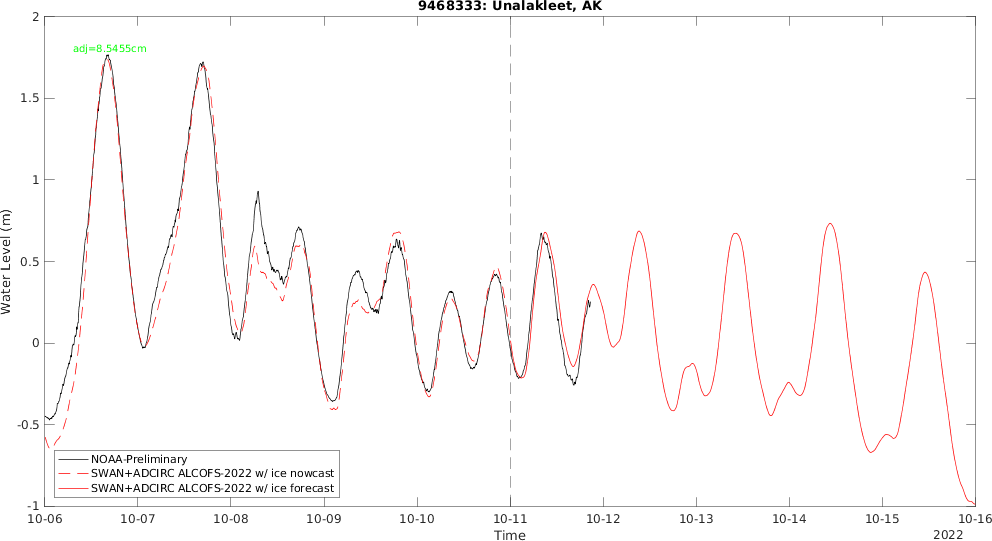 9468333: Unalakleet, AK
adj=8.5455cm
Water Level (m)
2
1.5
1
0.5
0
-0.5
-1
NOAA-Preliminary
SWAN+ADCIRC ALCOFS-2022 w/ ice nowcast
SWAN+ADCIRC ALCOFS-2022 w/ ice forecast
10-06 10-07 10-08 10-09 10-10 10-11 10-12 10-13 10-14 10-15 10-16
Time
2022